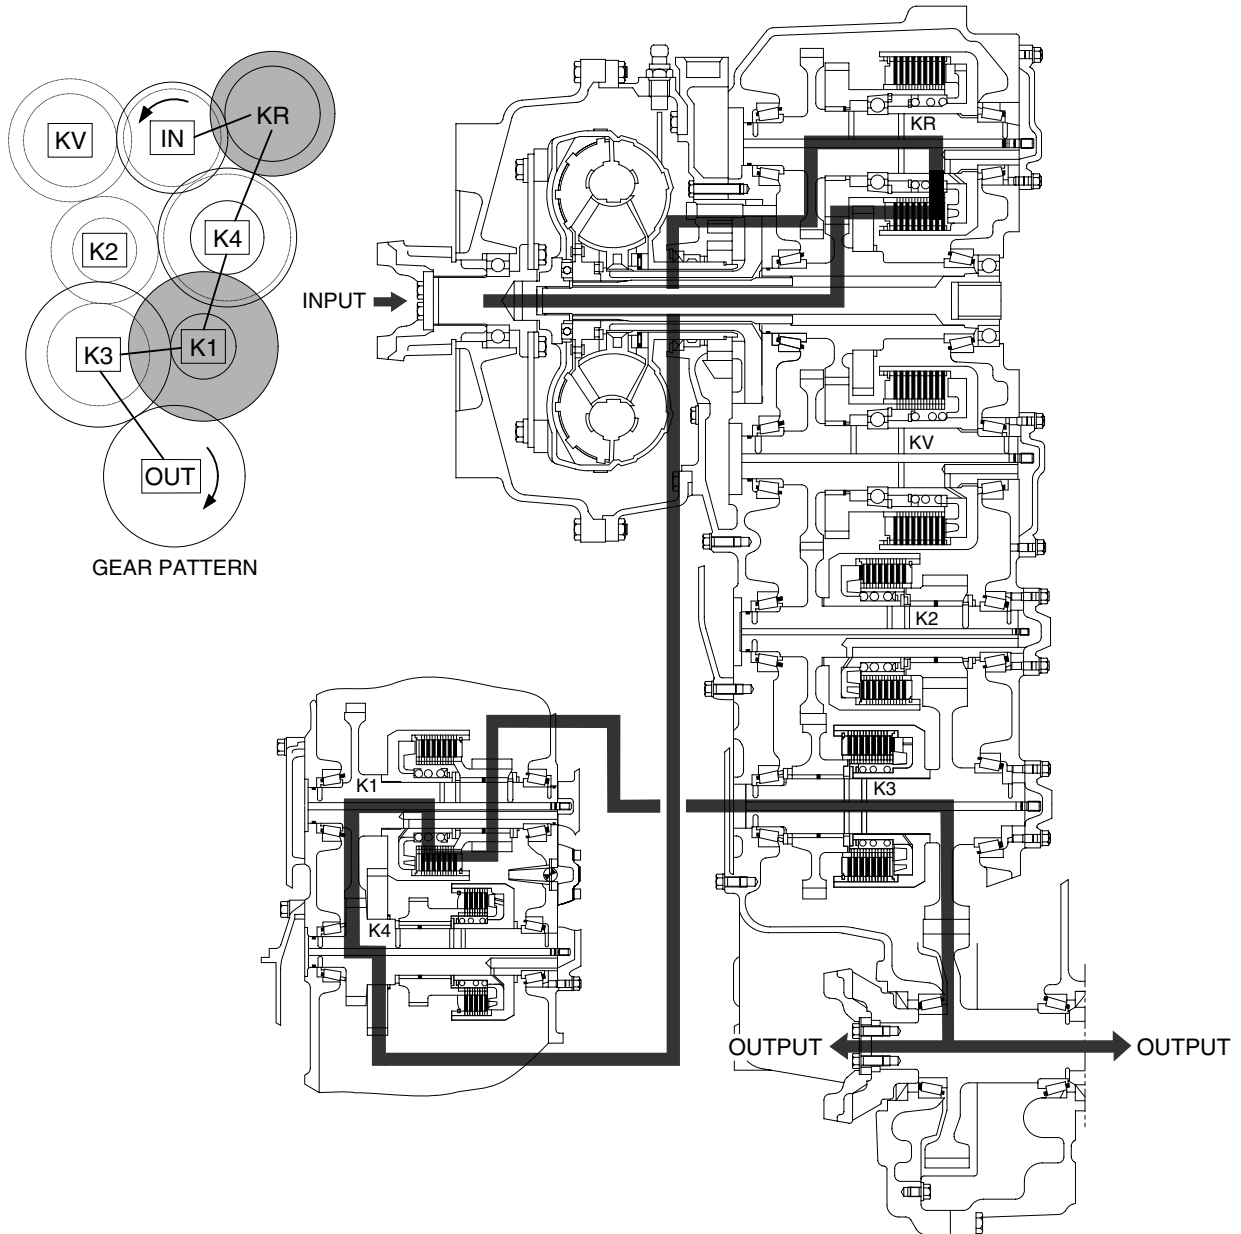 KV
IN
KR
K2
K4
K3
K1
OUT
GEAR PATTERN
INPUT
KR
KV
K2
K3
K1
K4
OUTPUT
OUTPUT